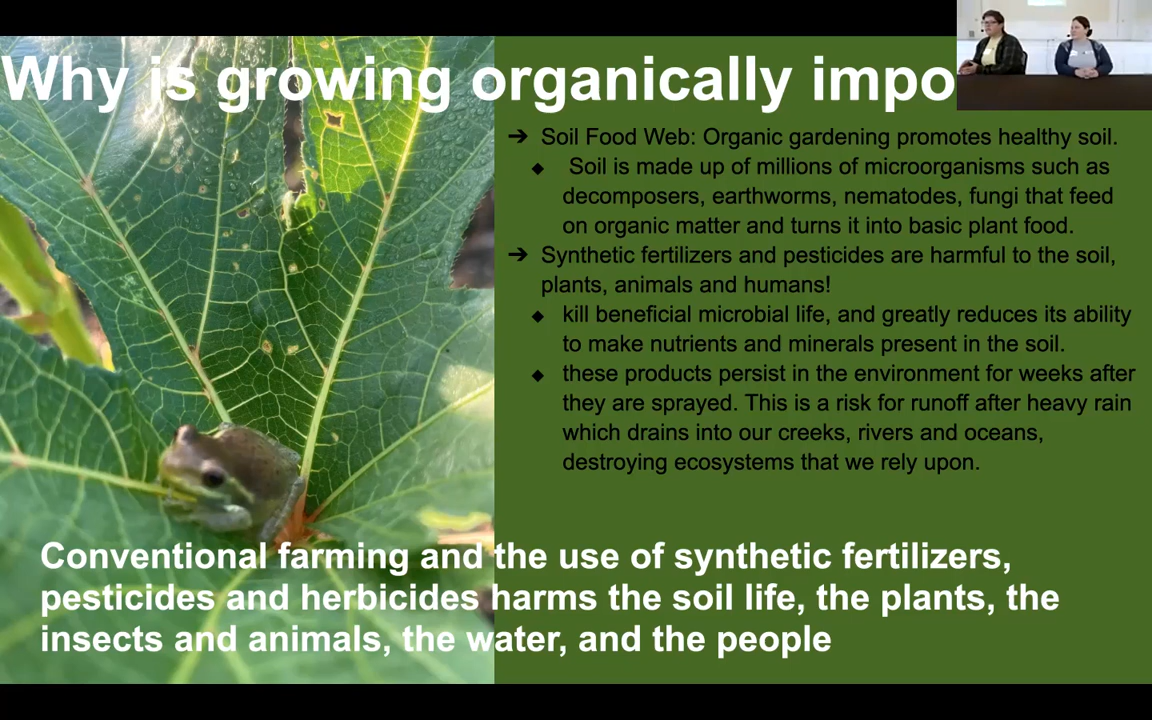 Why is growing organically impo
➔ Soil Food Web: Organic gardening promotes healthy soil.
◆ Soil is made up of millions of microorganisms such as
decomposers, earthworms, nematodes, fungi that feed
on organic matter and turns it into basic plant food.
➔ Synthetic fertilizers and pesticides are harmful to the soil,
plants, animals and humans!
◆ kill beneficial microbial life, and greatly reduces its ability
to make nutrients and minerals present in the soil.
◆ these products persist in the environment for weeks after
they are sprayed. This is a risk for runoff after heavy rain
which drains into our creeks, rivers and oceans,
destroying ecosystems that we rely upon.
Conventional farming and the use of synthetic fertilizers,
pesticides and herbicides harms the soil life, the plants, the
insects and animals, the water, and the people